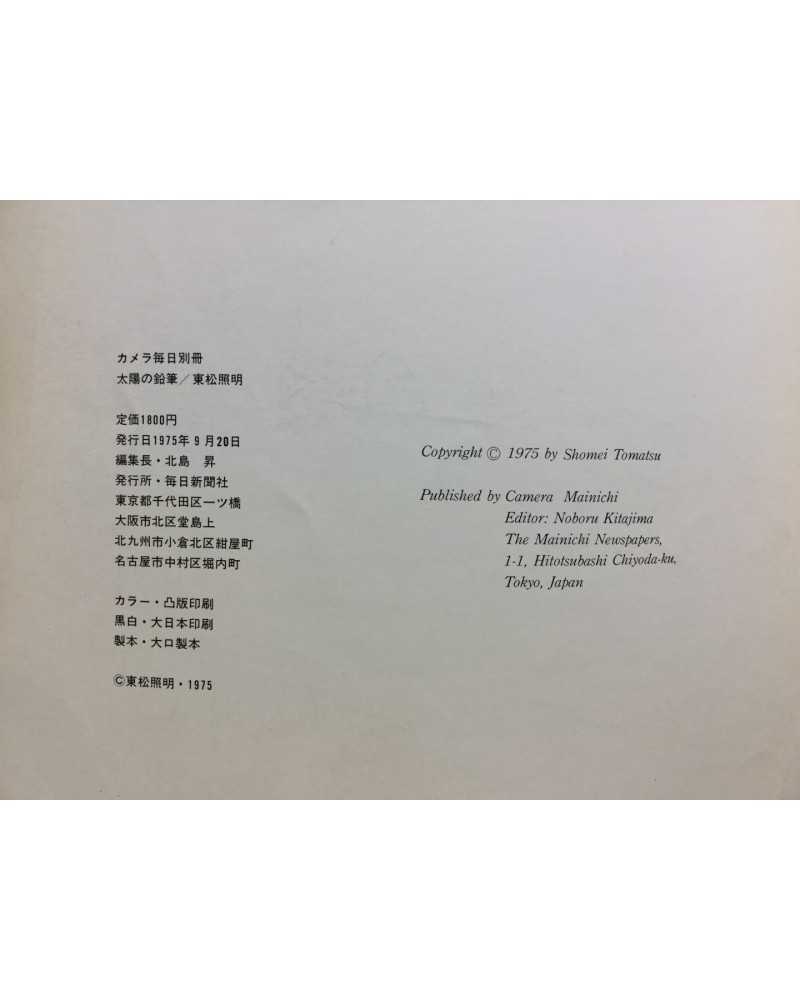 カメラ毎日別冊
太陽の鉛筆/東松照明
定価1800円
発行日1975年9月20日
編集長・北島 昇
発行所・毎日新聞社
東京都千代田区一ツ橋
大阪市北区堂島上
北九州市小倉北区紺屋町
名古屋市中村区堀内町
カラー・凸版印刷
黒白・大日本印刷
製本・大口製本
©東松照明・1975
Copyright © 1975 by Shomei Tomatsu
Published by Camera Mainichi
Editor: Noboru Kitajima
The Mainichi Newspapers,
1-1, Hitotsubashi Chiyoda-ku,
Tokyo, Japan